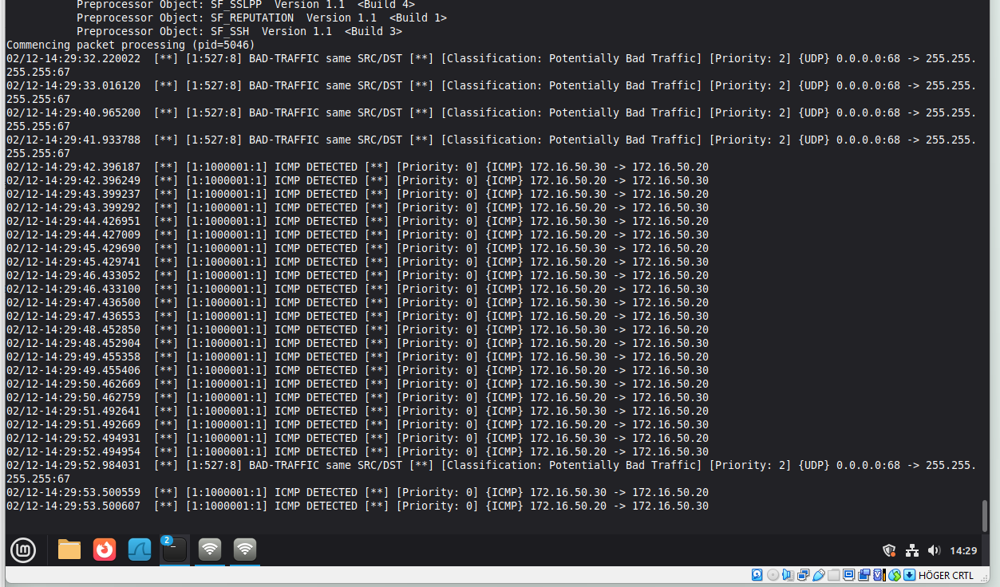 Preprocessor Object: SF_SSLPP  Version 1.1  <Build 4>
Preprocessor Object: SF_REPUTATION  Version 1.1  <Build 1>
Preprocessor Object: SF_SSH  Version 1.1  <Build 3>
Commencing packet processing (pid=5046)
02/12-14:29:32.220022  [**] [1:527:8] BAD-TRAFFIC same SRC/DST [**] [Classification: Potentially Bad Traffic] [Priority: 2] {UDP} 0.0.0.0:68 -> 255.255.
255.255:67
02/12-14:29:33.016120  [**] [1:527:8] BAD-TRAFFIC same SRC/DST [**] [Classification: Potentially Bad Traffic] [Priority: 2] {UDP} 0.0.0.0:68 -> 255.255.
255.255:67
02/12-14:29:40.965200  [**] [1:527:8] BAD-TRAFFIC same SRC/DST [**] [Classification: Potentially Bad Traffic] [Priority: 2] {UDP} 0.0.0.0:68 -> 255.255.
255.255:67
02/12-14:29:41.933788  [**] [1:527:8] BAD-TRAFFIC same SRC/DST [**] [Classification: Potentially Bad Traffic] [Priority: 2] {UDP} 0.0.0.0:68 -> 255.255.
255.255:67
02/12-14:29:42.396187  [**] [1:1000001:1] ICMP DETECTED [**] [Priority: 0] {ICMP} 172.16.50.30 -> 172.16.50.20
02/12-14:29:42.396249  [**] [1:1000001:1] ICMP DETECTED [**] [Priority: 0] {ICMP} 172.16.50.20 -> 172.16.50.30
02/12-14:29:43.399237  [**] [1:1000001:1] ICMP DETECTED [**] [Priority: 0] {ICMP} 172.16.50.30 -> 172.16.50.20
02/12-14:29:43.399292  [**] [1:1000001:1] ICMP DETECTED [**] [Priority: 0] {ICMP} 172.16.50.20 -> 172.16.50.30
02/12-14:29:44.426951  [**] [1:1000001:1] ICMP DETECTED [**] [Priority: 0] {ICMP} 172.16.50.30 -> 172.16.50.20
02/12-14:29:44.427009  [**] [1:1000001:1] ICMP DETECTED [**] [Priority: 0] {ICMP} 172.16.50.20 -> 172.16.50.30
02/12-14:29:45.429690  [**] [1:1000001:1] ICMP DETECTED [**] [Priority: 0] {ICMP} 172.16.50.30 -> 172.16.50.20
02/12-14:29:45.429741  [**] [1:1000001:1] ICMP DETECTED [**] [Priority: 0] {ICMP} 172.16.50.20 -> 172.16.50.30
02/12-14:29:46.433052  [**] [1:1000001:1] ICMP DETECTED [**] [Priority: 0] {ICMP} 172.16.50.30 -> 172.16.50.20
02/12-14:29:46.433100  [**] [1:1000001:1] ICMP DETECTED [**] [Priority: 0] {ICMP} 172.16.50.20 -> 172.16.50.30
02/12-14:29:47.436500  [**] [1:1000001:1] ICMP DETECTED [**] [Priority: 0] {ICMP} 172.16.50.30 -> 172.16.50.20
02/12-14:29:47.436553  [**] [1:1000001:1] ICMP DETECTED [**] [Priority: 0] {ICMP} 172.16.50.20 -> 172.16.50.30
02/12-14:29:48.452850  [**] [1:1000001:1] ICMP DETECTED [**] [Priority: 0] {ICMP} 172.16.50.30 -> 172.16.50.20
02/12-14:29:48.452904  [**] [1:1000001:1] ICMP DETECTED [**] [Priority: 0] {ICMP} 172.16.50.20 -> 172.16.50.30
02/12-14:29:49.455358  [**] [1:1000001:1] ICMP DETECTED [**] [Priority: 0] {ICMP} 172.16.50.30 -> 172.16.50.20
02/12-14:29:49.455406  [**] [1:1000001:1] ICMP DETECTED [**] [Priority: 0] {ICMP} 172.16.50.20 -> 172.16.50.30
02/12-14:29:50.462669  [**] [1:1000001:1] ICMP DETECTED [**] [Priority: 0] {ICMP} 172.16.50.30 -> 172.16.50.20
02/12-14:29:50.462759  [**] [1:1000001:1] ICMP DETECTED [**] [Priority: 0] {ICMP} 172.16.50.20 -> 172.16.50.30
02/12-14:29:51.492641  [**] [1:1000001:1] ICMP DETECTED [**] [Priority: 0] {ICMP} 172.16.50.30 -> 172.16.50.20
02/12-14:29:51.492669  [**] [1:1000001:1] ICMP DETECTED [**] [Priority: 0] {ICMP} 172.16.50.20 -> 172.16.50.30
02/12-14:29:52.494931  [**] [1:1000001:1] ICMP DETECTED [**] [Priority: 0] {ICMP} 172.16.50.30 -> 172.16.50.20
02/12-14:29:52.494954  [**] [1:1000001:1] ICMP DETECTED [**] [Priority: 0] {ICMP} 172.16.50.20 -> 172.16.50.30
02/12-14:29:52.984031  [**] [1:527:8] BAD-TRAFFIC same SRC/DST [**] [Classification: Potentially Bad Traffic] [Priority: 2] {UDP} 0.0.0.0:68 -> 255.255.
255.255:67
02/12-14:29:53.500559  [**] [1:1000001:1] ICMP DETECTED [**] [Priority: 0] {ICMP} 172.16.50.30 -> 172.16.50.20
02/12-14:29:53.500607  [**] [1:1000001:1] ICMP DETECTED [**] [Priority: 0] {ICMP} 172.16.50.20 -> 172.16.50.30
2
14:29
HÖGER CRTL